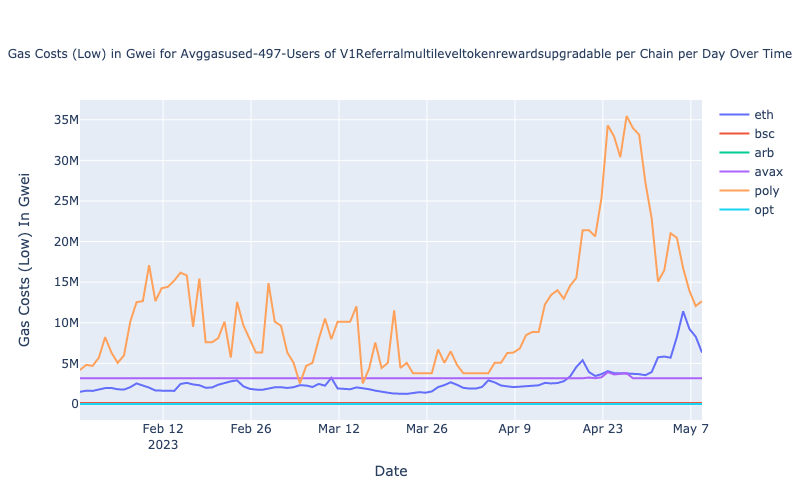 Gas Costs (Low) in Gwei for Avggasused-497-Users of V1Referralmultileveltokenrewardsupgradable per Chain per Day Over Time
Gas Costs (Low) In Gwei
35M
30M
25M
20M
15M
10M
5M
0
Feb 12
2023
Feb 26
Mar 12
Mar 26
Apr 9
Apr 23
May 7
Date
eth
bsc
arb
avax
poly
opt